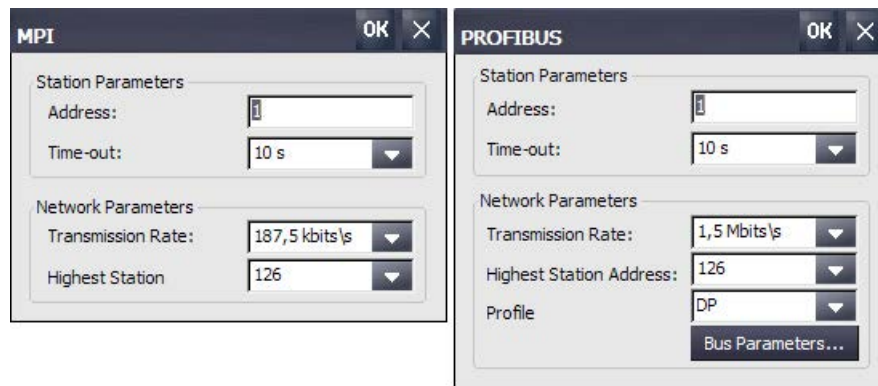 MPI OK ×
Station Parameters
Address: 1
Time-out: 10 s
Network Parameters
Transmission Rate: 187,5 kbits\s
Highest Station 126
PROFIBUS OK ×
Station Parameters
Address: 1
Time-out: 10 s
Network Parameters
Transmission Rate: 1,5 Mbits\s
Highest Station Address: 126
Profile DP
Bus Parameters...